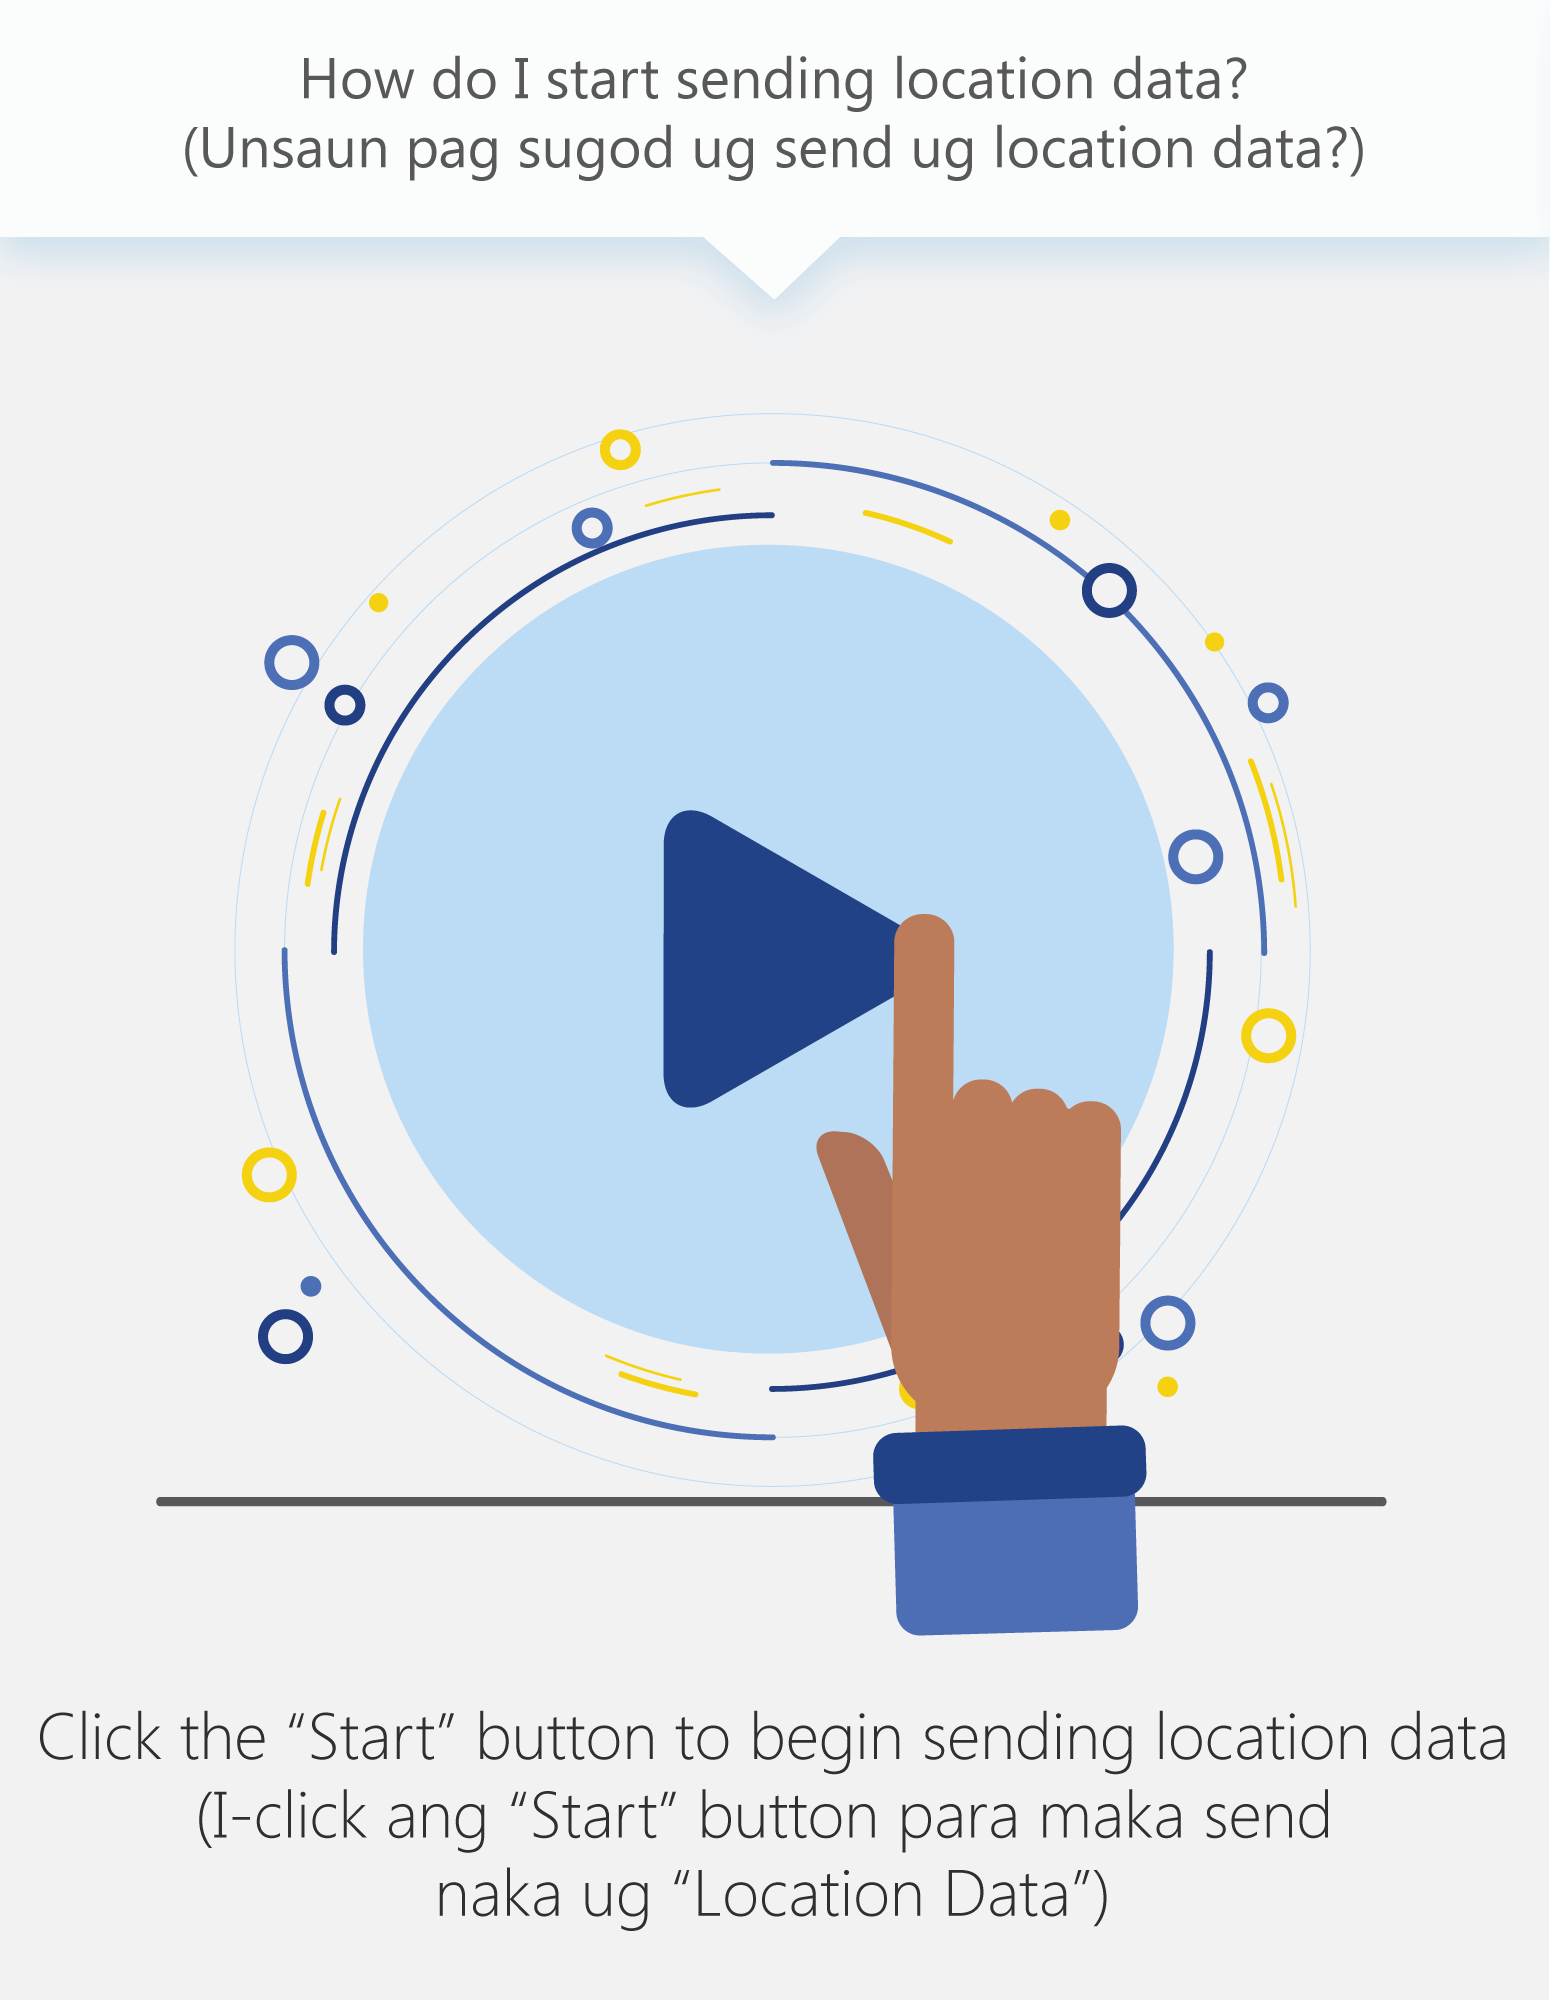 How do I start sending location data?
(Unsaun pag sugod ug send ug location data?)
Click the “Start” button to begin sending location data
(I-click ang “Start” button para maka send
naka ug “Location Data”)